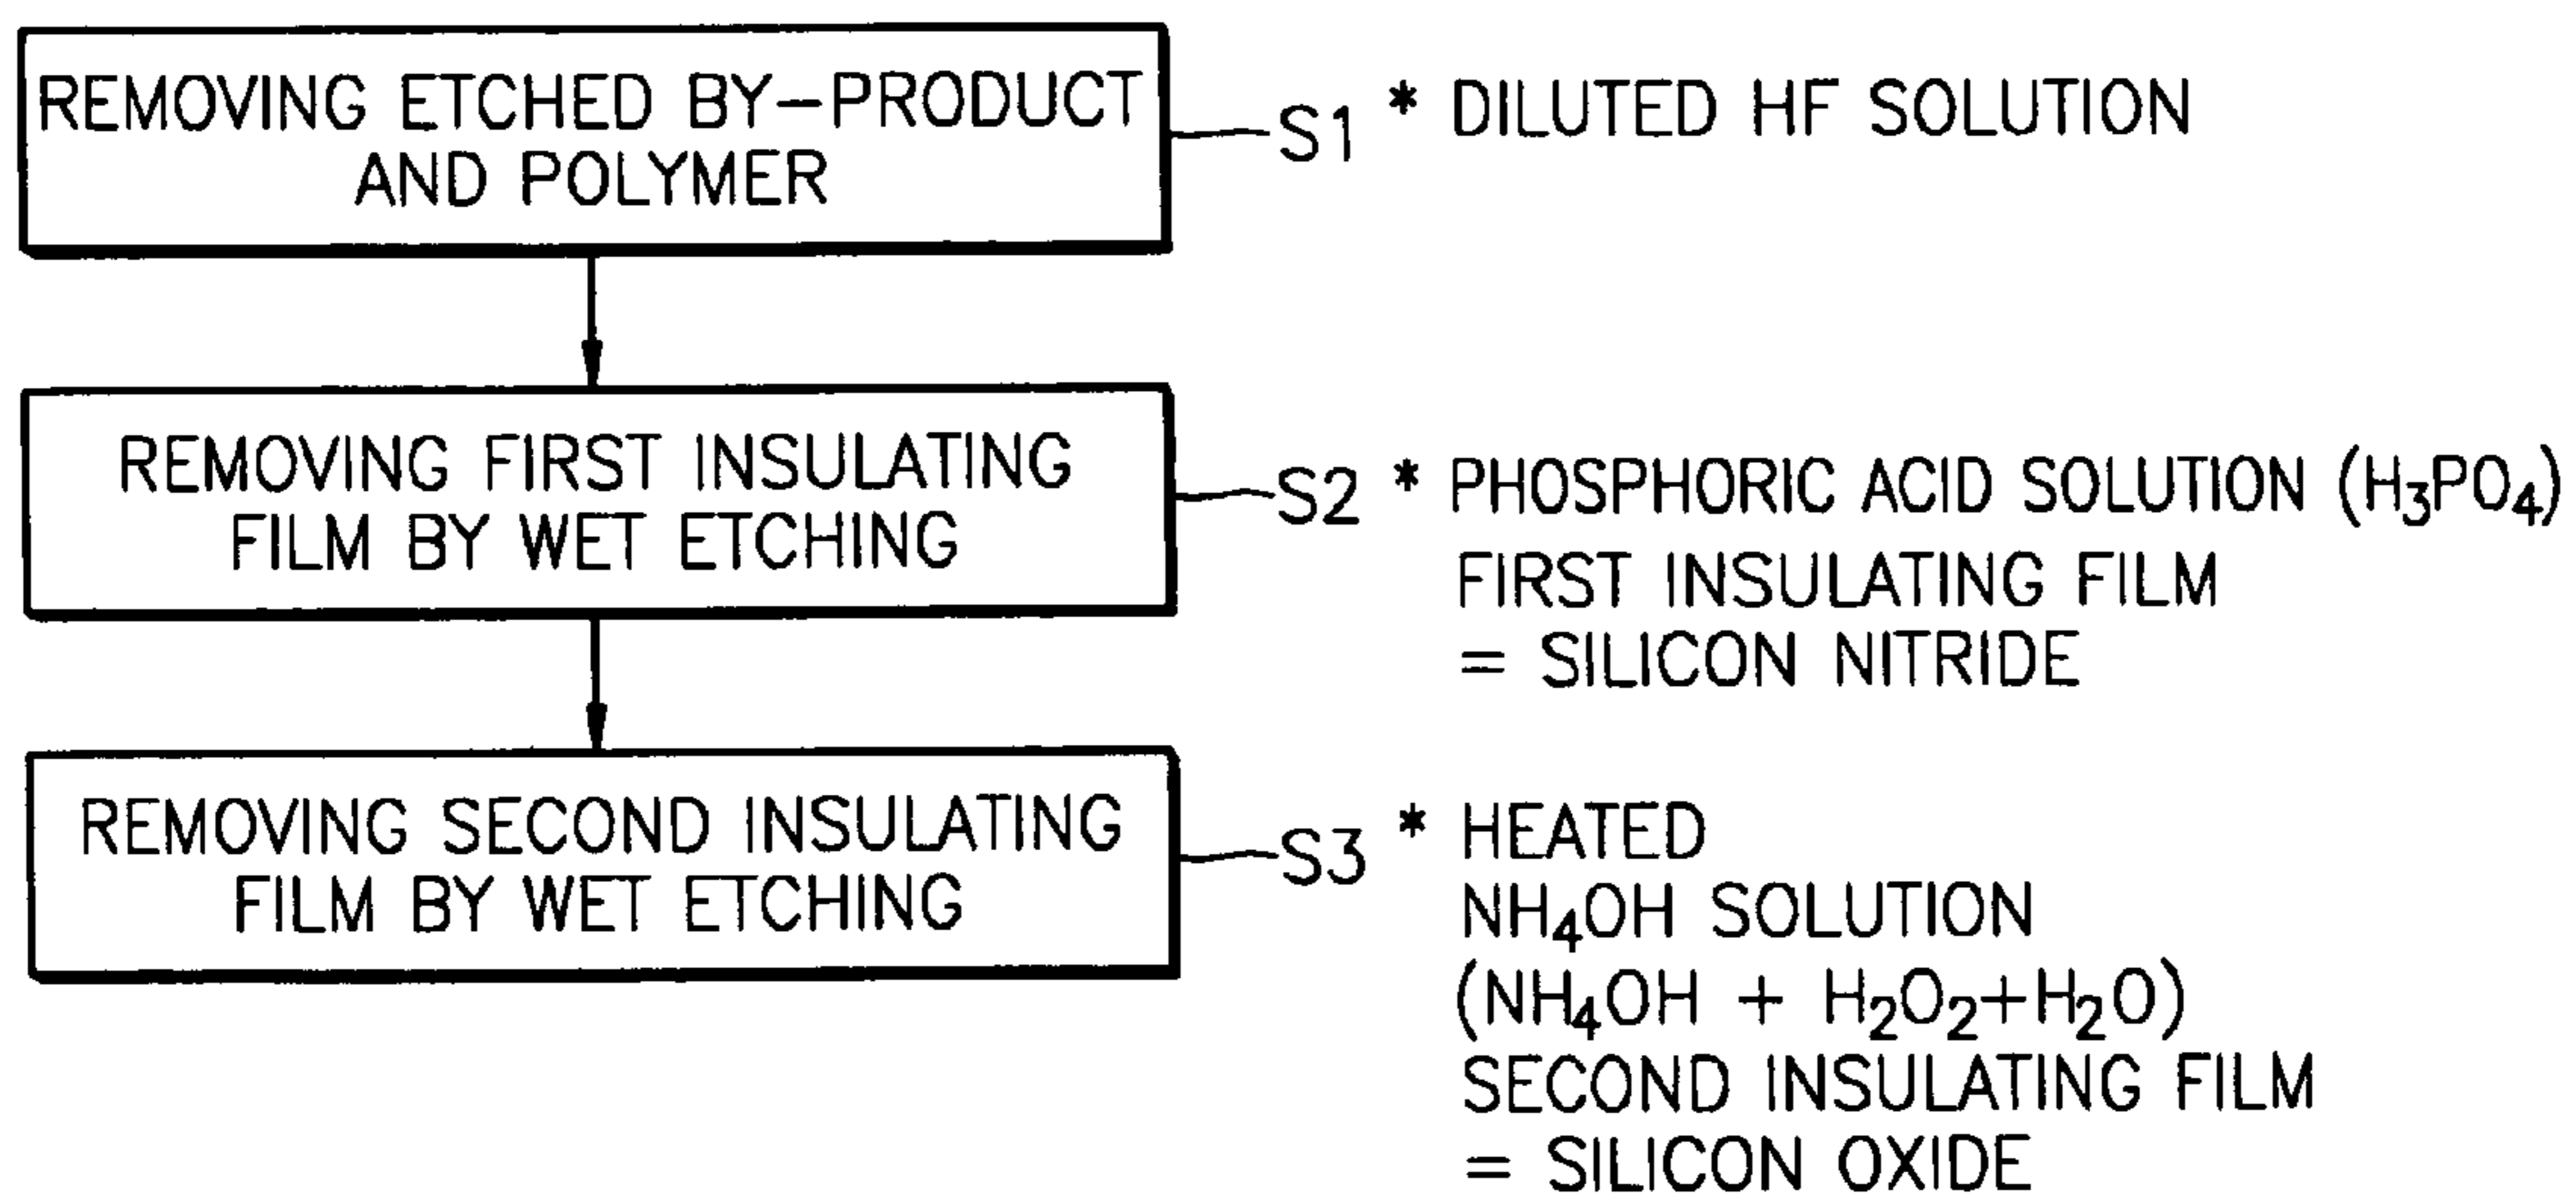 REMOVING ETCHED BY-PRODUCT
AND POLYMER
S1 * DILUTED HF SOLUTION
REMOVING FIRST INSULATING
FILM BY WET ETCHING
S2 * PHOSPHORIC ACID SOLUTION (H₃PO₄)
FIRST INSULATING FILM
= SILICON NITRIDE
REMOVING SECOND INSULATING
FILM BY WET ETCHING
S3 * HEATED
NH₄OH SOLUTION
(NH₄OH + H₂O₂+H₂O)
SECOND INSULATING FILM
= SILICON OXIDE